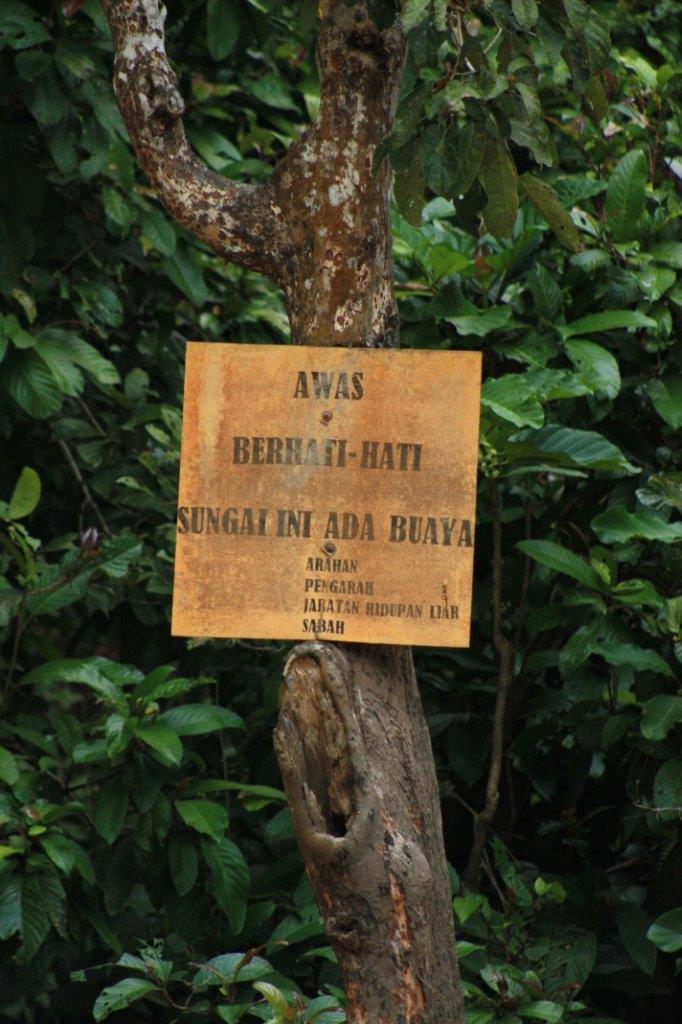 AWAS
BERHATI-HATI
SUNGAI INI ADA BUAYA
ARAHAN
PENGARAH
JABATAN HIDUPAN LIAR
SABAH